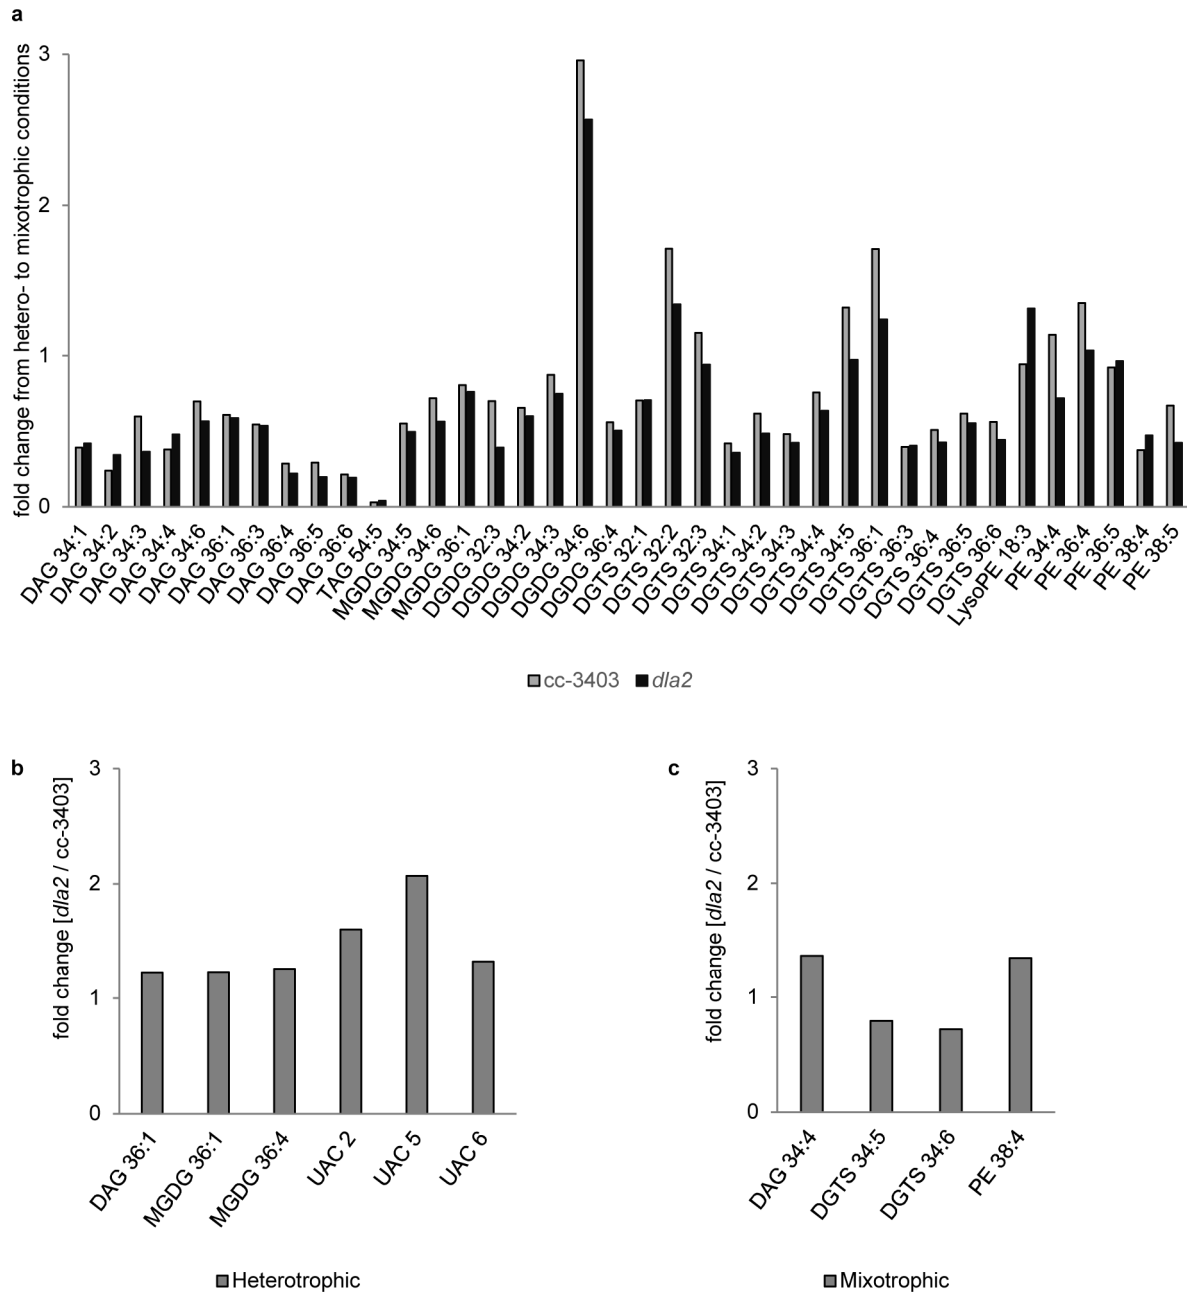 a
fold change from hetero- to mixotrophic conditions
3
2
1
0
DAG 34:1
DAG 34:2
DAG 34:3
DAG 34:4
DAG 34:6
DAG 36:1
DAG 36:3
DAG 36:4
DAG 36:5
DAG 36:6
TAG 54:5
MGDG 34:5
MGDG 34:6
MGDG 36:1
DGDG 32:3
DGDG 34:2
DGDG 34:3
DGDG 34:6
DGDG 36:4
DGTS 32:1
DGTS 32:2
DGTS 32:3
DGTS 34:1
DGTS 34:2
DGTS 34:3
DGTS 34:4
DGTS 34:5
DGTS 36:1
DGTS 36:3
DGTS 36:4
DGTS 36:5
DGTS 36:6
LysoPE 18:3
PE 34:4
PE 36:4
PE 36:5
PE 38:4
PE 38:5
cc-3403 dla2
b
fold change [dla2 / cc-3403]
3
2
1
0
DAG 36:1
MGDG 36:1
MGDG 36:4
UAC 2
UAC 5
UAC 6
Heterotrophic
c
fold change [dla2 / cc-3403]
3
2
1
0
DAG 34:4
DGTS 34:5
DGTS 34:6
PE 38:4
Mixotrophic